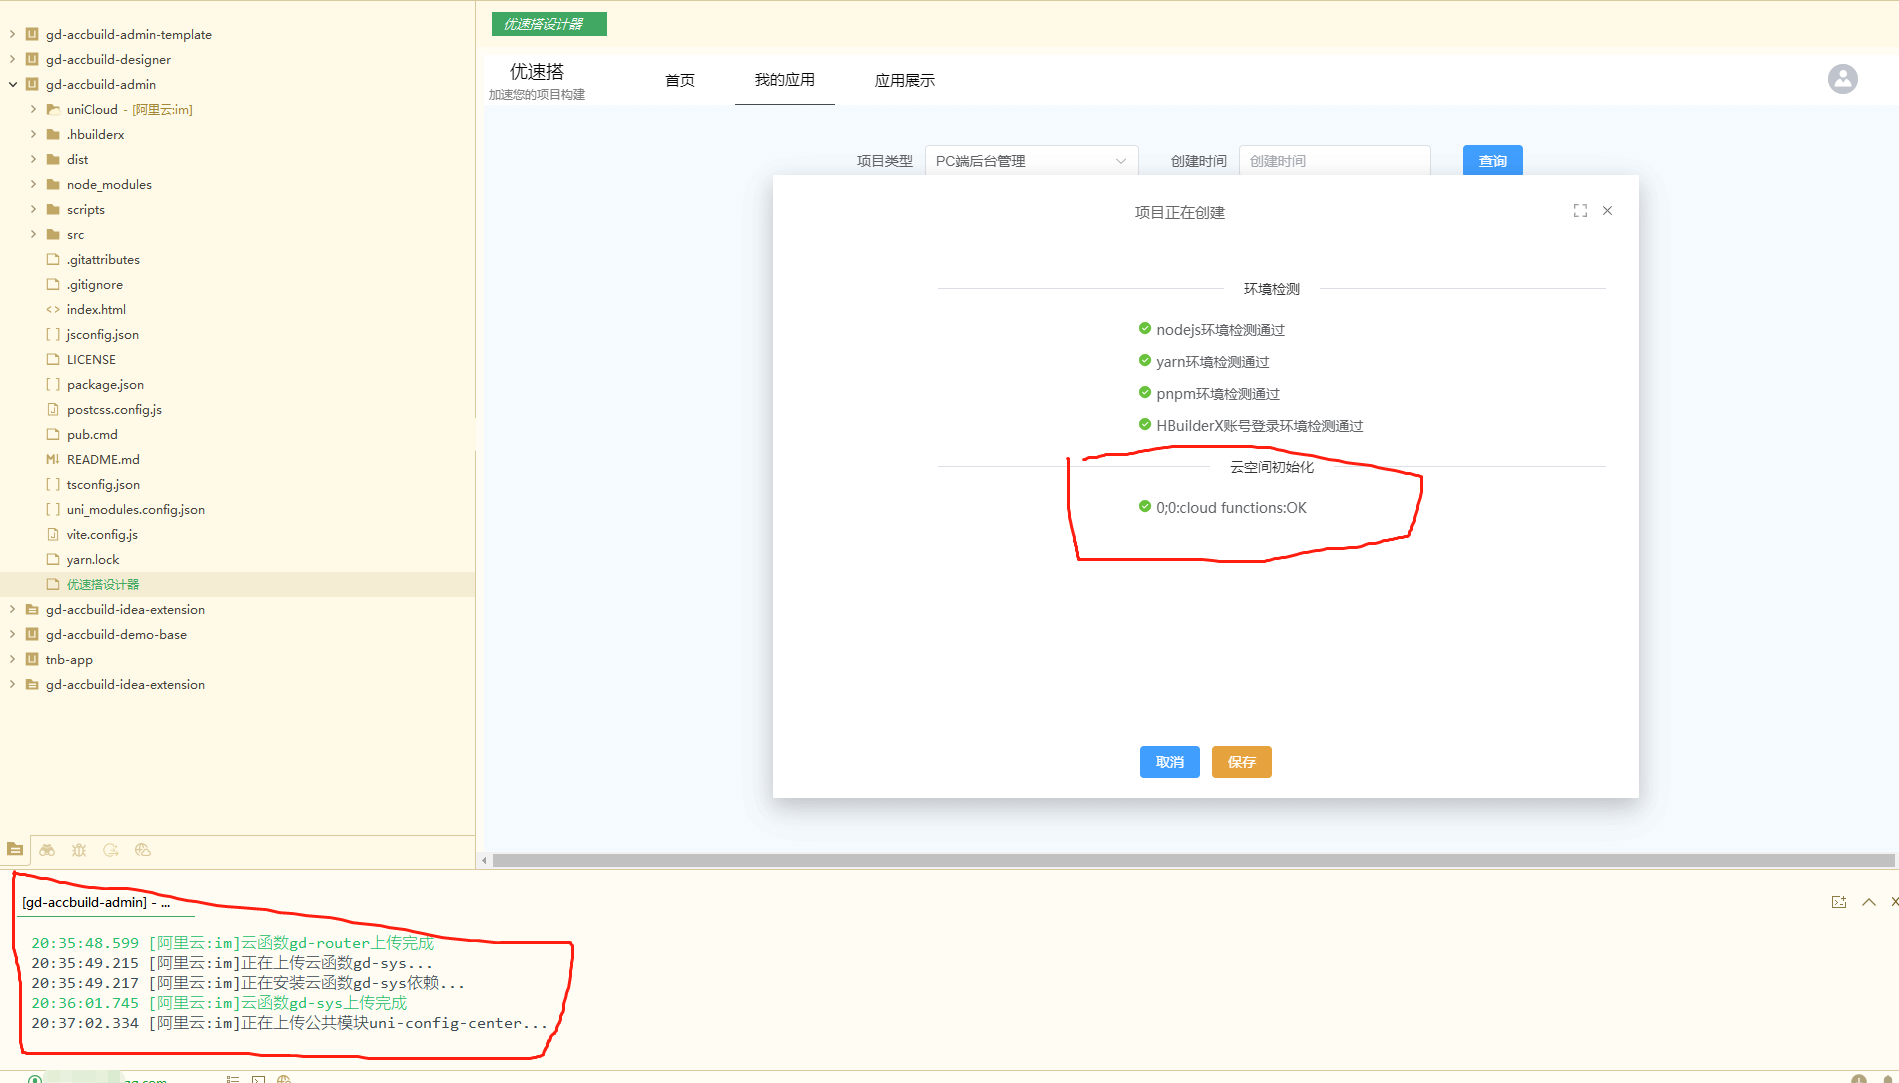 gd-accbuild-admin-template
gd-accbuild-designer
gd-accbuild-admin
uniCloud - [阿里云:im]
.hbuilderx
dist
node_modules
scripts
src
.gitattributes
.gitignore
index.html
jsconfig.json
LICENSE
package.json
postcss.config.js
pub.cmd
README.md
tsconfig.json
uni_modules.config.json
vite.config.js
yarn.lock
优速搭设计器
gd-accbuild-idea-extension
gd-accbuild-demo-base
tnb-app
gd-accbuild-idea-extension
优速搭设计器
优速搭
加速您的项目构建
首页
我的应用
应用展示
项目类型
PC端后台管理
创建时间
创建时间
查询
项目正在创建
环境检测
nodejs环境检测通过
yarn环境检测通过
pnpm环境检测通过
HBuilderX账号登录环境检测通过
云空间初始化
0;0:cloud functions:OK
取消
保存
[gd-accbuild-admin] - ...
20:35:48.599 [阿里云:im]云函数gd-router上传完成
20:35:49.215 [阿里云:im]正在上传云函数gd-sys...
20:35:49.217 [阿里云:im]正在安装云函数gd-sys依赖...
20:36:01.745 [阿里云:im]云函数gd-sys上传完成
20:37:02.334 [阿里云:im]正在上传公共模块uni-config-center...